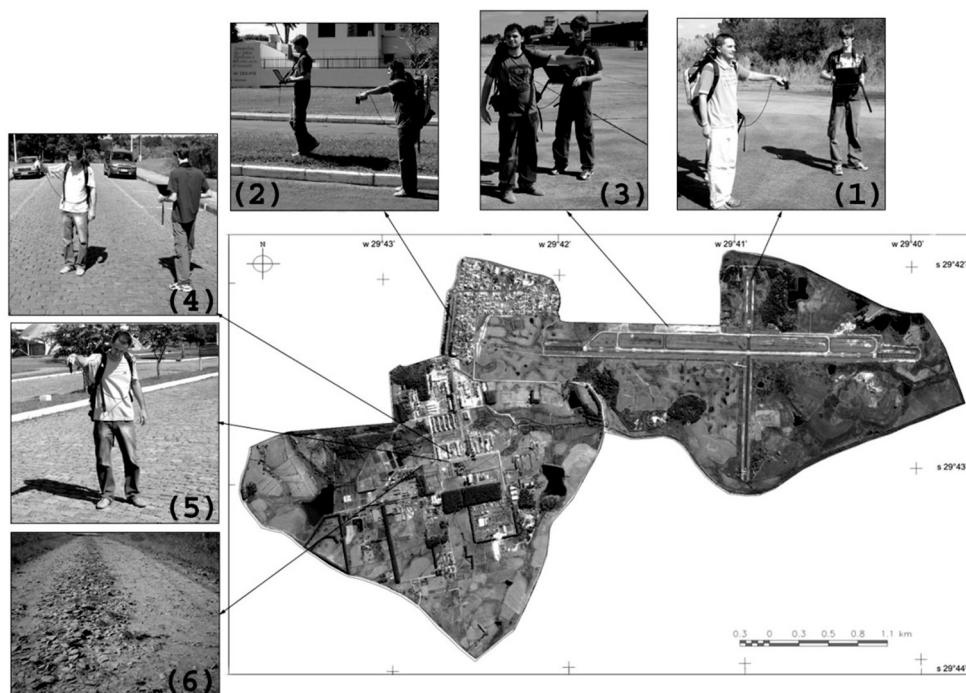 (2)
(3)
(1)
(4)
(5)
(6)
N
w 29°43'
w 29°42'
w 29°41'
w 29°40'
s 29°42'
s 29°43'
s 29°44'
0.3 0 0.3 0.5 0.8 1.1 km